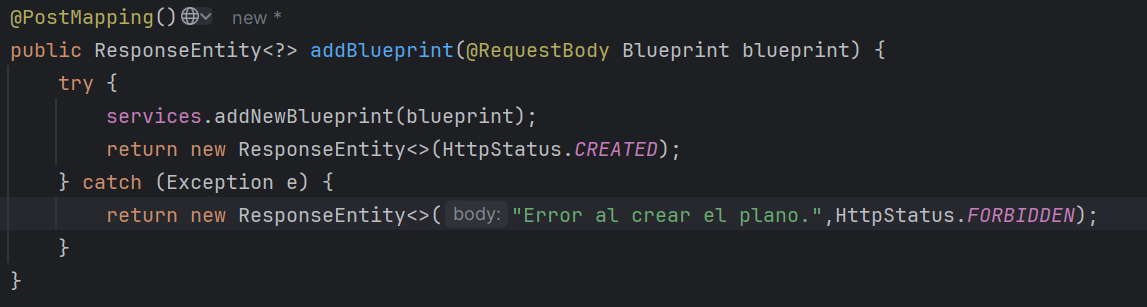 @PostMapping() new *
public ResponseEntity<?> addBlueprint(@RequestBody Blueprint blueprint) {
    try {
        services.addNewBlueprint(blueprint);
        return new ResponseEntity<>(HttpStatus.CREATED);
    } catch (Exception e) {
        return new ResponseEntity<>( body: "Error al crear el plano.",HttpStatus.FORBIDDEN);
    }
}